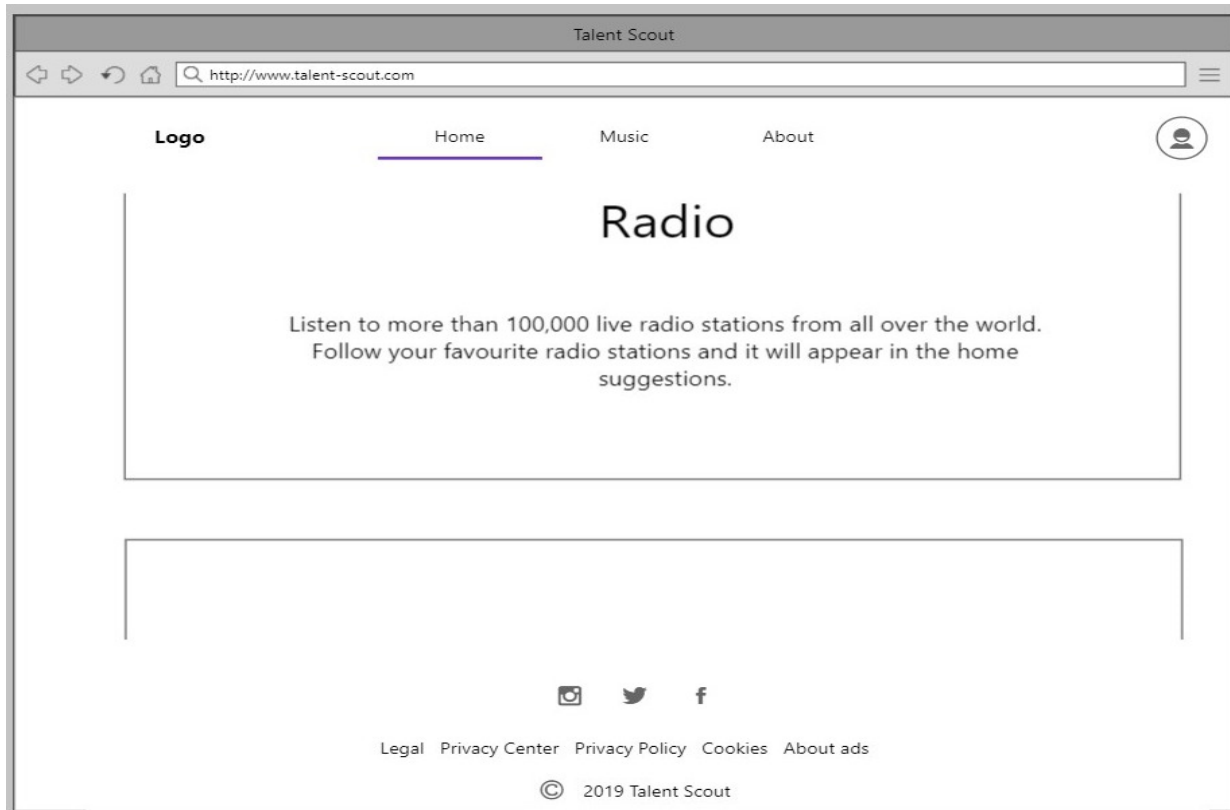 Talent Scout
http://www.talent-scout.com
Logo Home Music About
Radio
Listen to more than 100,000 live radio stations from all over the world.
Follow your favourite radio stations and it will appear in the home
suggestions.
Legal Privacy Center Privacy Policy Cookies About ads
© 2019 Talent Scout